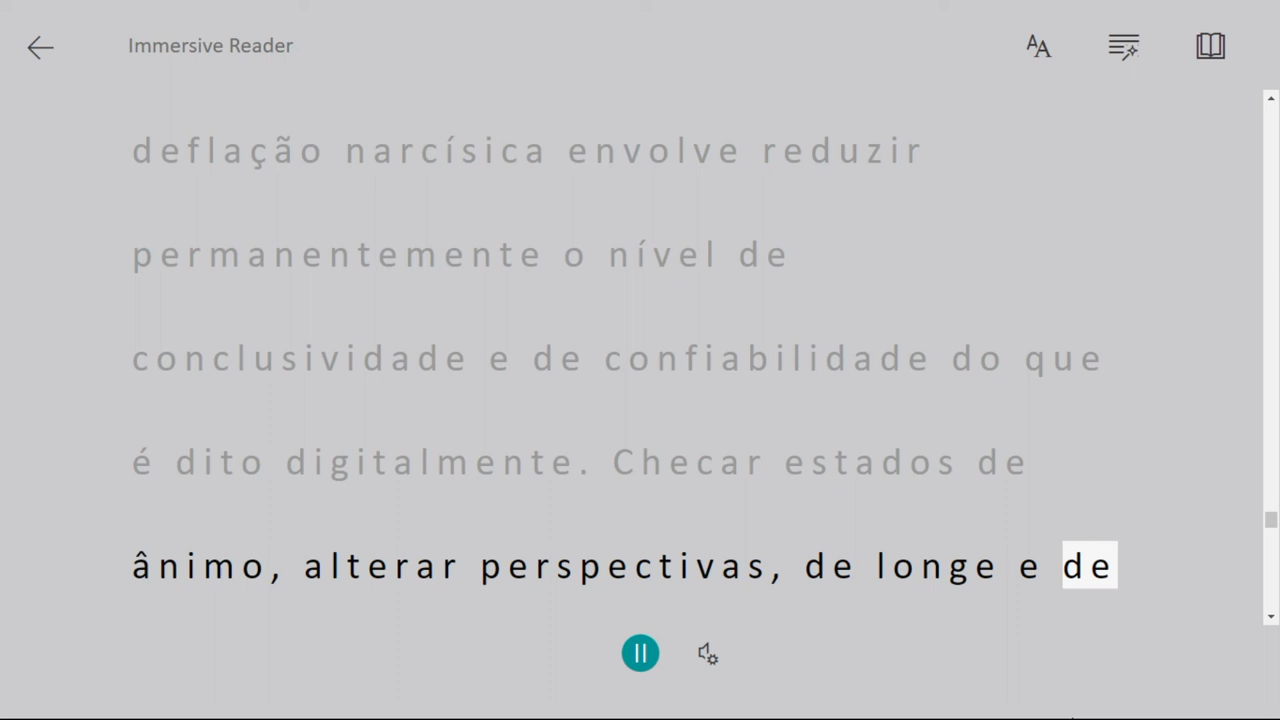 Immersive Reader
deflação narcísica envolve reduzir
permanentemente o nível de
conclusividade e de confiabilidade do que
é dito digitalmente. Checar estados de
ânimo, alterar perspectivas, de longe e de